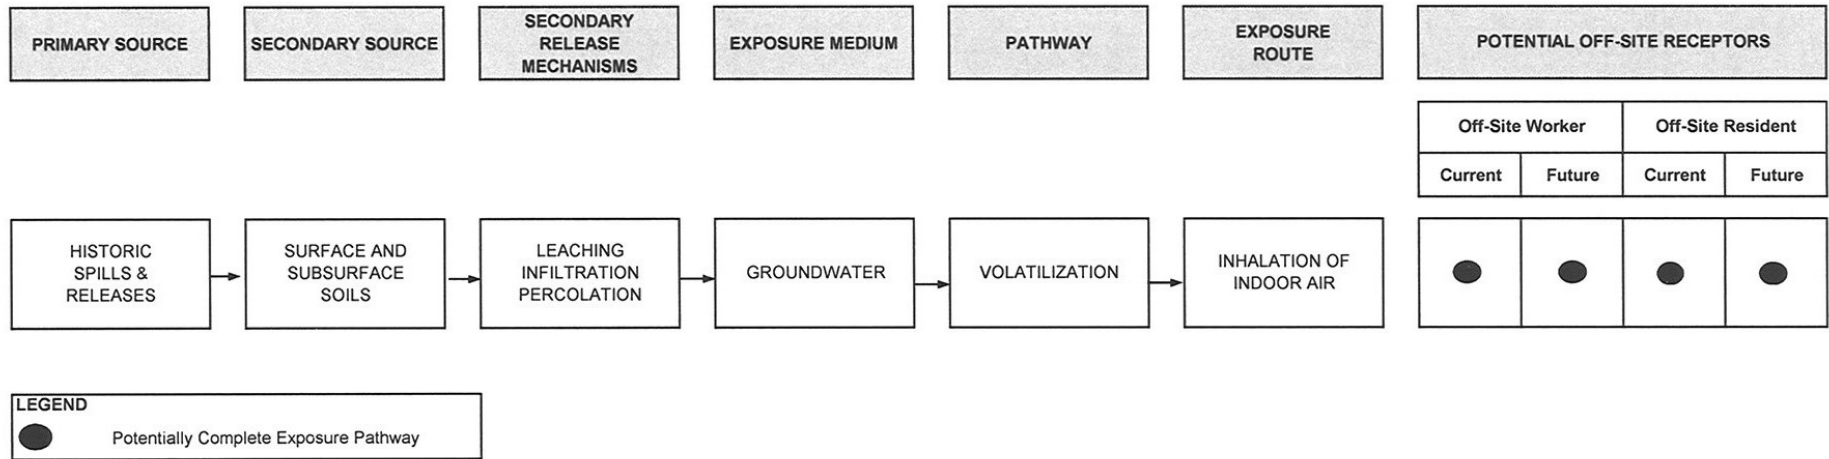 PRIMARY SOURCE
SECONDARY SOURCE
SECONDARY
RELEASE
MECHANISMS
EXPOSURE MEDIUM
PATHWAY
EXPOSURE
ROUTE
POTENTIAL OFF-SITE RECEPTORS
Off-Site Worker
Off-Site Resident
Current
Future
Current
Future
HISTORIC
SPILLS &
RELEASES
SURFACE AND
SUBSURFACE
SOILS
LEACHING
INFILTRATION
PERCOLATION
GROUNDWATER
VOLATILIZATION
INHALATION OF
INDOOR AIR
LEGEND
Potentially Complete Exposure Pathway